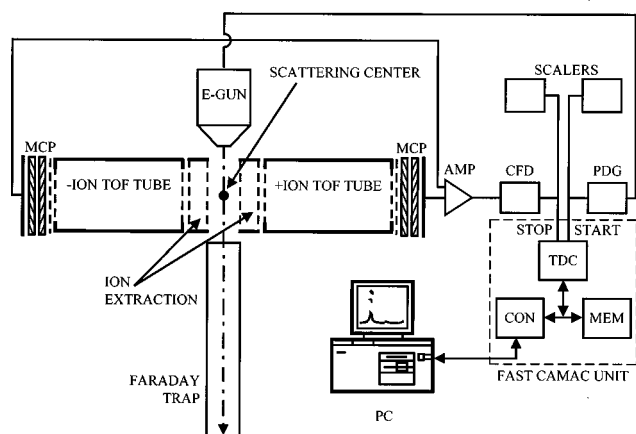 SCATTERING CENTER
SCALERS
E-GUN
MCP
MCP
AMP
CFD
PDG
-ION TOF TUBE
+ION TOF TUBE
STOP
START
TDC
ION
EXTRACTION
CON
MEM
FARADAY
TRAP
FAST CAMAC UNIT
PC